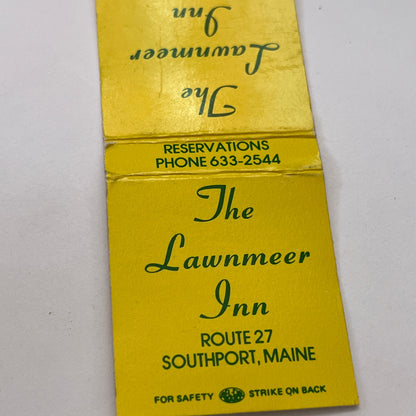 The
Lawnmeer
Inn
RESERVATIONS
PHONE 633-2544
The
Lawnmeer
Inn
ROUTE 27
SOUTHPORT, MAINE
FOR SAFETY STRIKE ON BACK